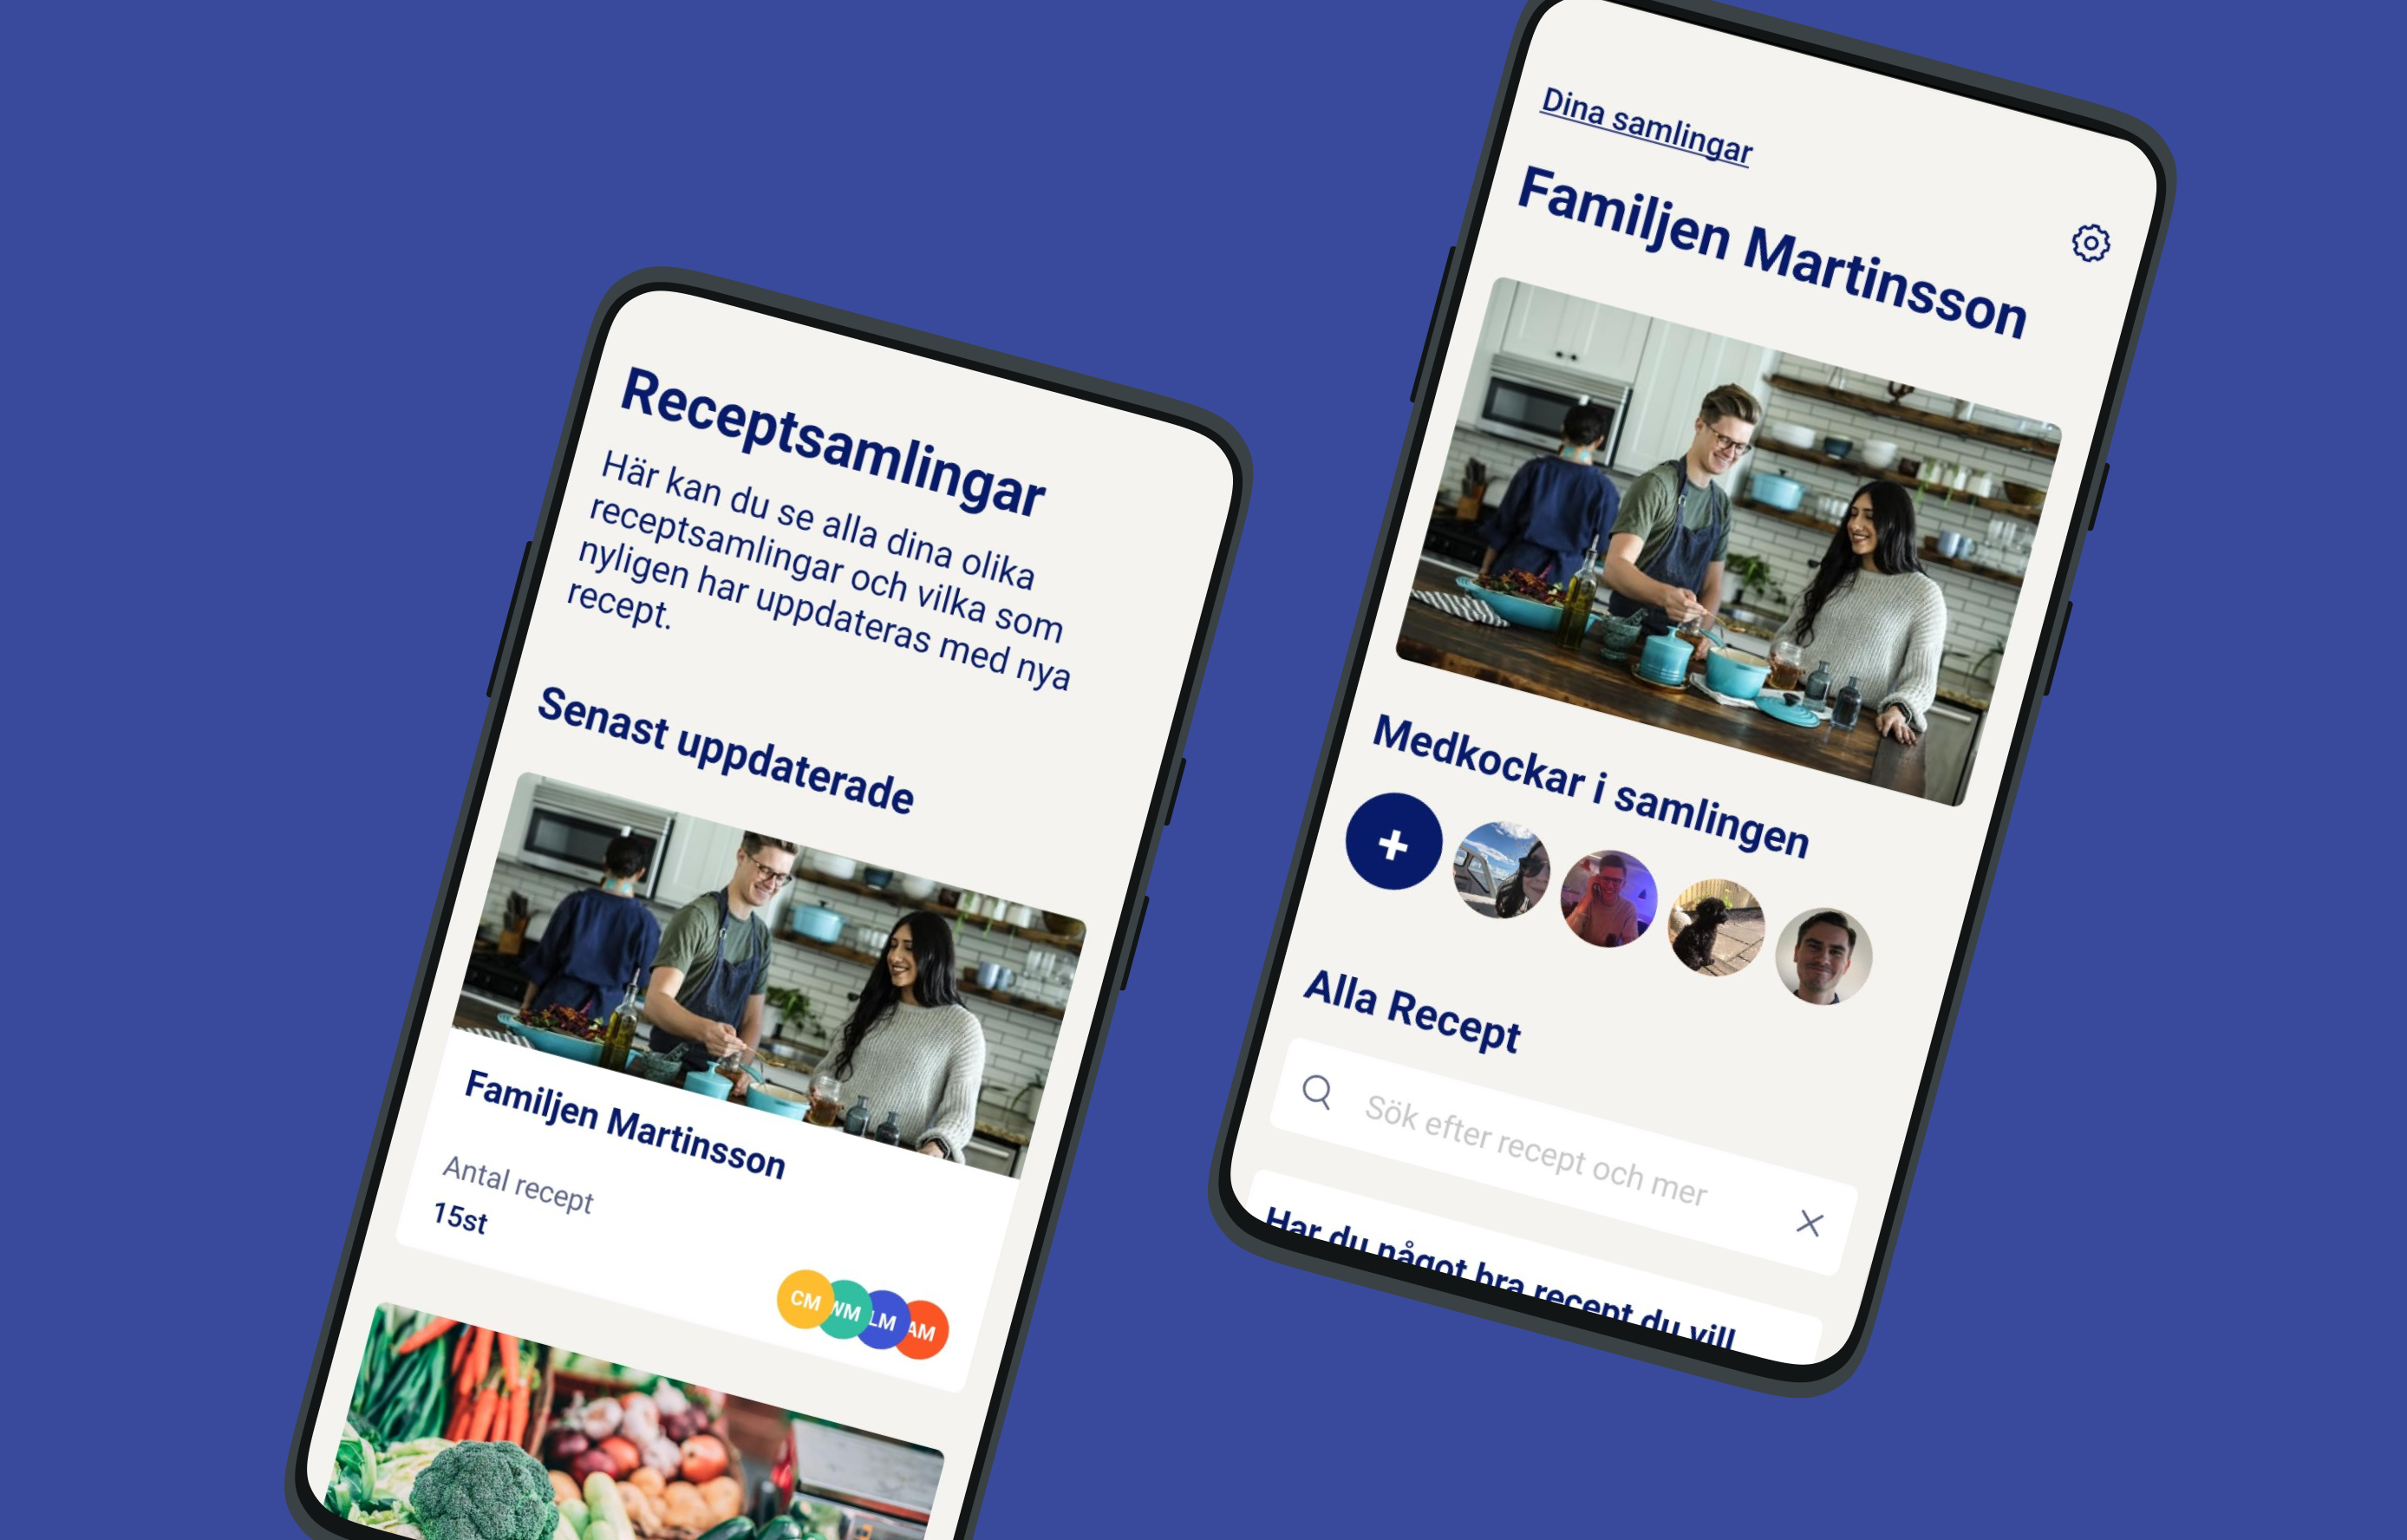 Receptsamlingar
Här kan du se alla dina olika
receptsamlingar och vilka som
nyligen har uppdateras med nya
recept.
Senast uppdaterade
Familjen Martinsson
Antal recept
15st
CM WM LM AM
Dina samlingar
Familjen Martinsson
Medkockar i samlingen
+
Alla Recept
Sök efter recept och mer
Har du något bra recept du vill